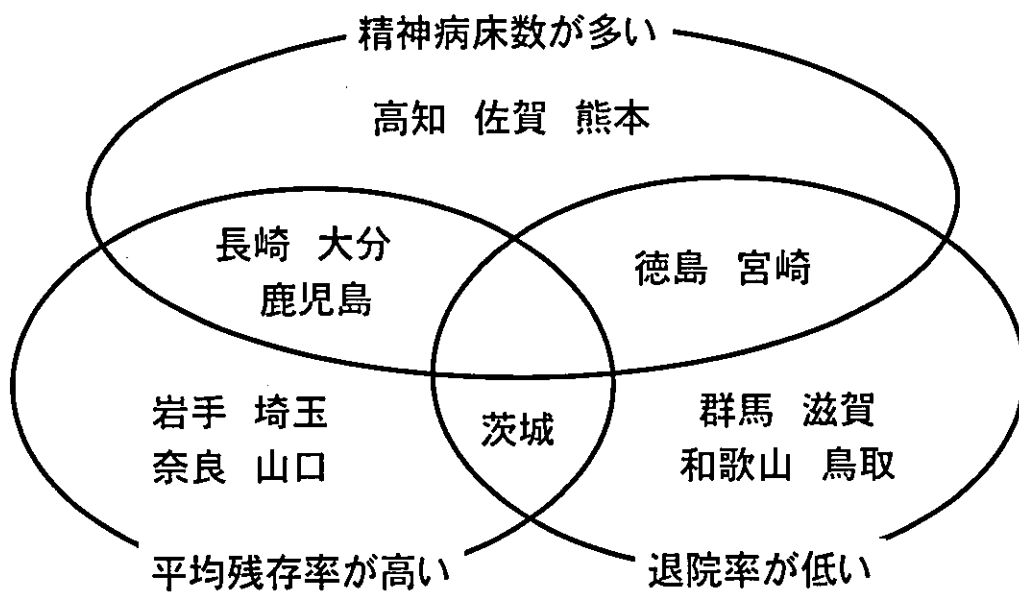 精神病床数が多い
高知 佐賀 熊本
長崎 大分
鹿児島
徳島 宮崎
岩手 埼玉
奈良 山口
茨城
群馬 滋賀
和歌山 鳥取
平均残存率が高い
退院率が低い